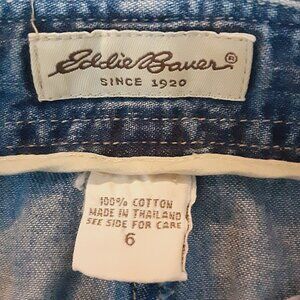 Eddie Bauer ®
SINCE 1920
100% COTTON
MADE IN THAILAND
SEE SIDE FOR CARE
6